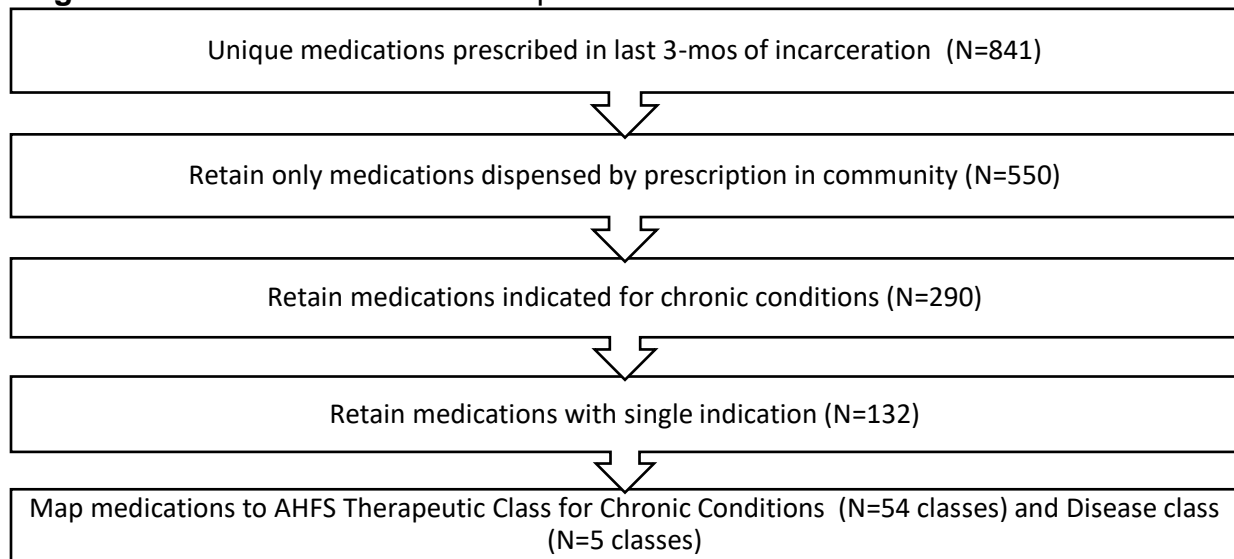 Unique medications prescribed in last 3-mos of incarceration (N=841)
Retain only medications dispensed by prescription in community (N=550)
Retain medications indicated for chronic conditions (N=290)
Retain medications with single indication (N=132)
Map medications to AHFS Therapeutic Class for Chronic Conditions (N=54 classes) and Disease class
(N=5 classes)